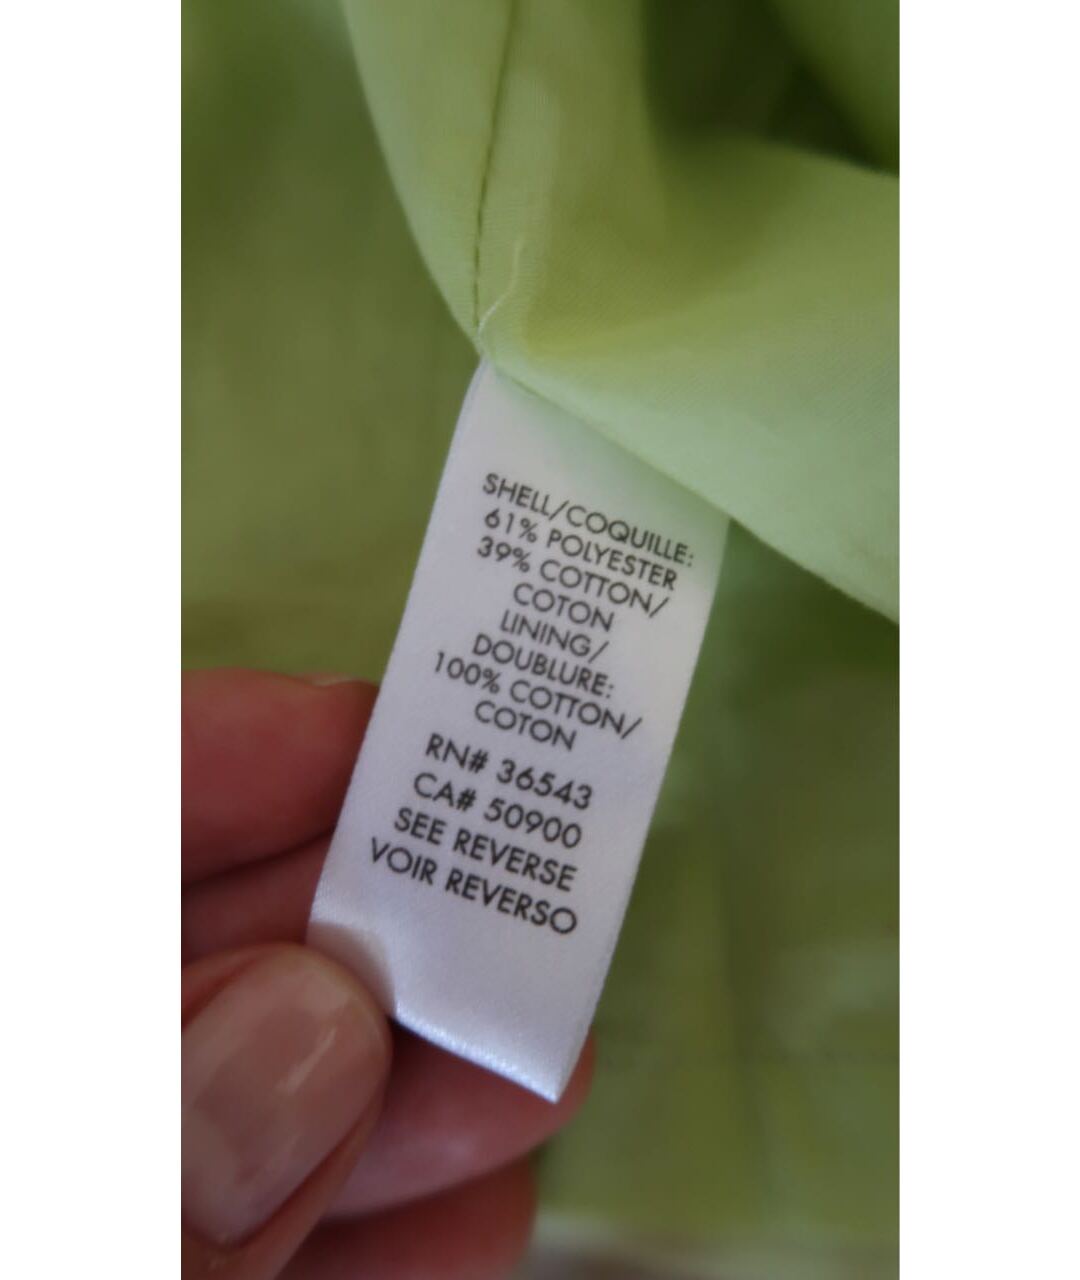 SHELL/COQUILLE:
61% POLYESTER
39% COTTON/
COTON
LINING/
DOUBLURE:
100% COTTON/
COTON
RN# 36543
CA# 50900
SEE REVERSE
VOIR REVERSO